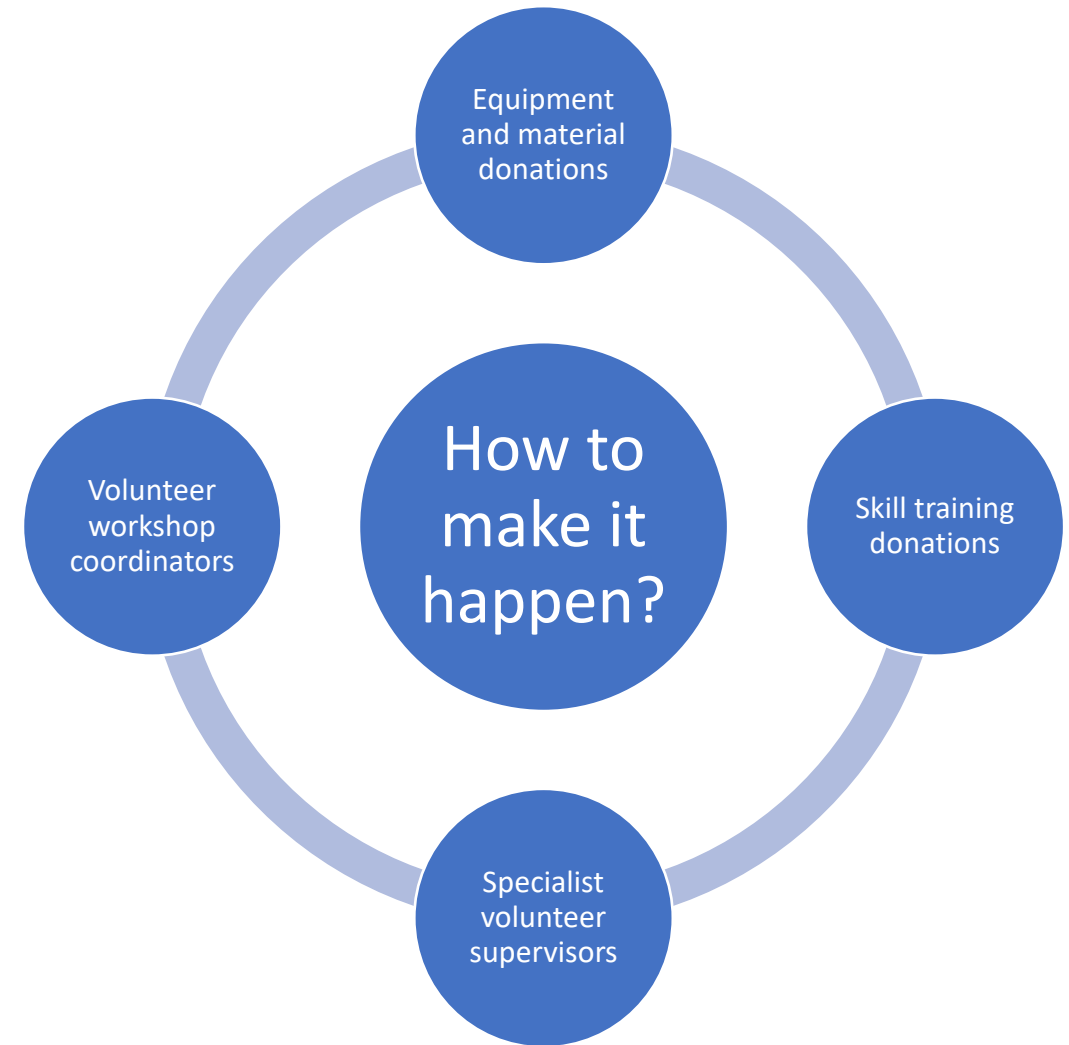 Equipment
and material
donations
Skill training
donations
Specialist
volunteer
supervisors
Volunteer
workshop
coordinators
How to
make it
happen?